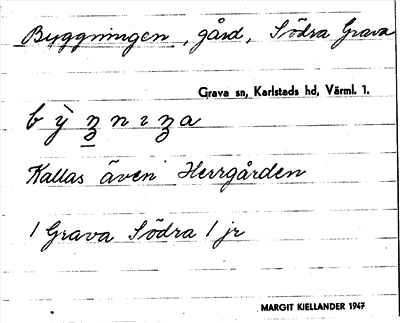 Byggningen, gård, Södra Grava
Grava sn, Karlstads hd, Värml. 1.
Kallas även Herrgården
1 Grava Södra 1 jr
MARGIT KIELLANDER 1947